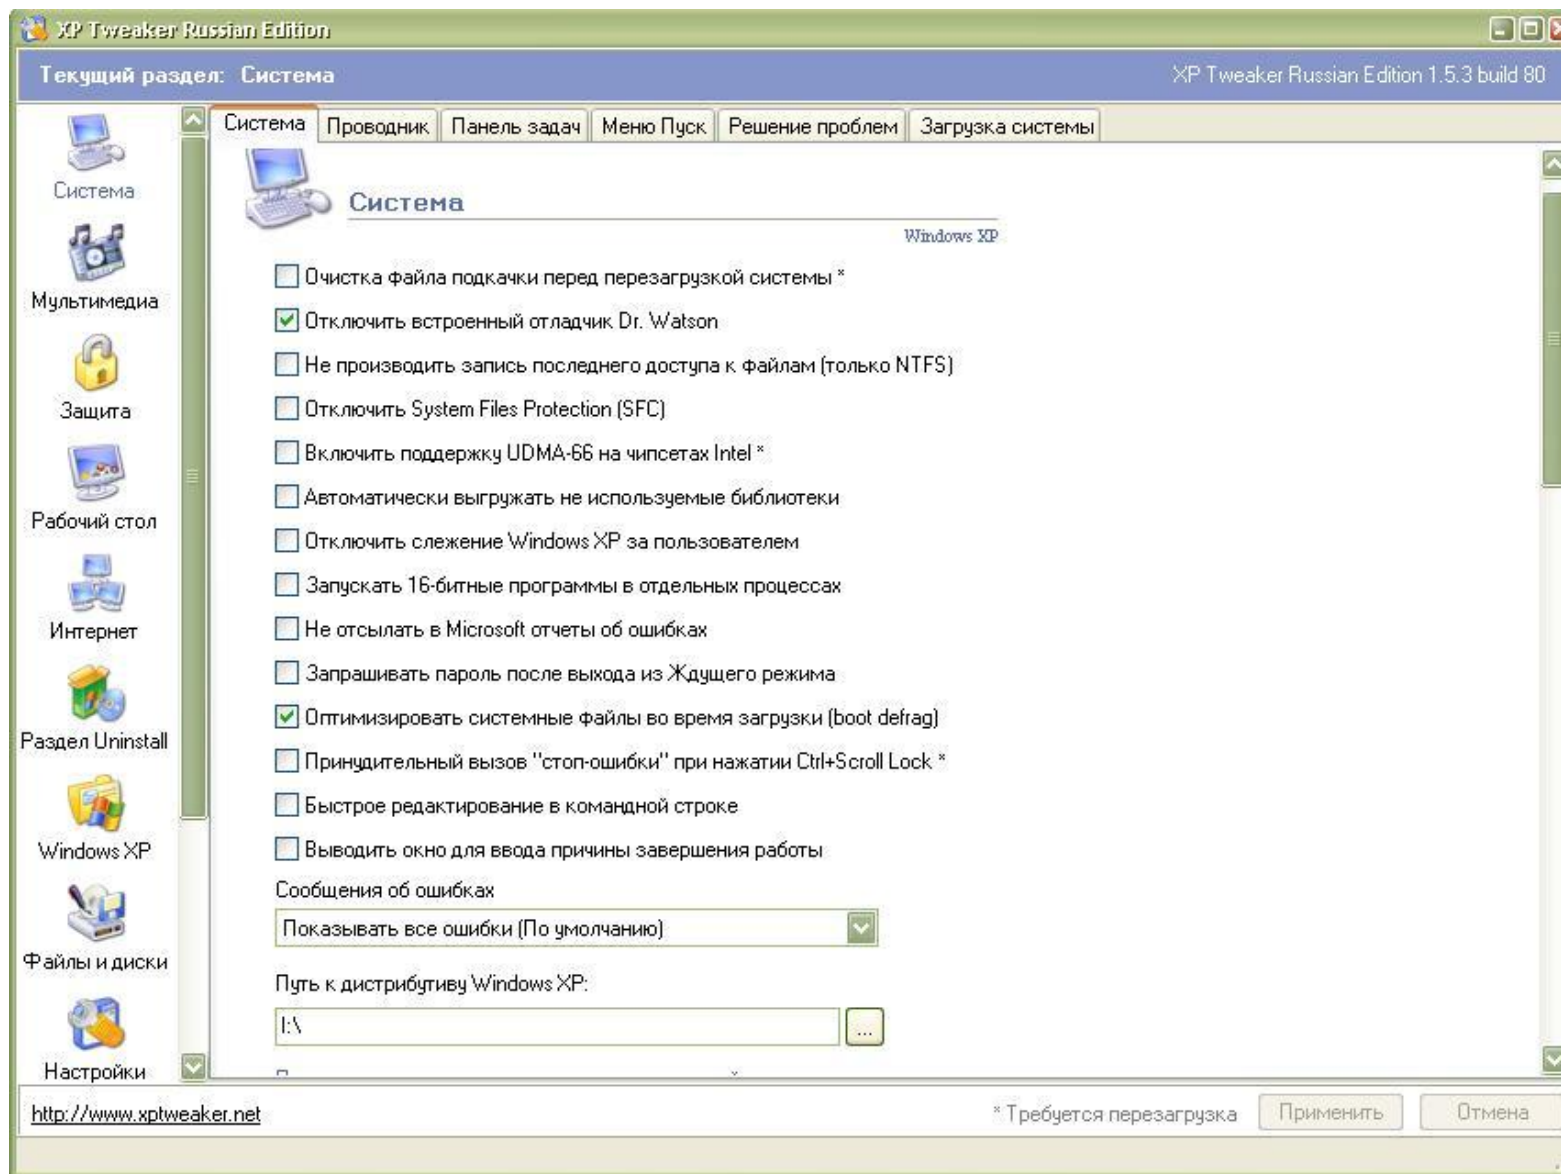 XP Tweaker Russian Edition
Текущий раздел: Система
XP Tweaker Russian Edition 1.5.3 build 80
Система
Мультимедиа
Защита
Рабочий стол
Интернет
Раздел Uninstall
Windows XP
Файлы и диски
Настройки
Система
Проводник
Панель задач
Меню Пуск
Решение проблем
Загрузка системы
Система
Windows XP
Очистка файла подкачки перед перезагрузкой системы *
Отключить встроенный отладчик Dr. Watson
Не производить запись последнего доступа к файлам (только NTFS)
Отключить System Files Protection (SFC)
Включить поддержку UDMA-66 на чипсетах Intel *
Автоматически выгружать не используемые библиотеки
Отключить слежение Windows XP за пользователем
Запускать 16-битные программы в отдельных процессах
Не отсылать в Microsoft отчеты об ошибках
Запрашивать пароль после выхода из Ждущего режима
Оптимизировать системные файлы во время загрузки (boot defrag)
Принудительный вызов "стоп-ошибки" при нажатии Ctrl+Scroll Lock *
Быстрое редактирование в командной строке
Выводить окно для ввода причины завершения работы
Сообщения об ошибках
Показывать все ошибки (По умолчанию)
Путь к дистрибутиву Windows XP:
I:\
...
http://www.xptweaker.net
* Требуется перезагрузка
Применить
Отмена